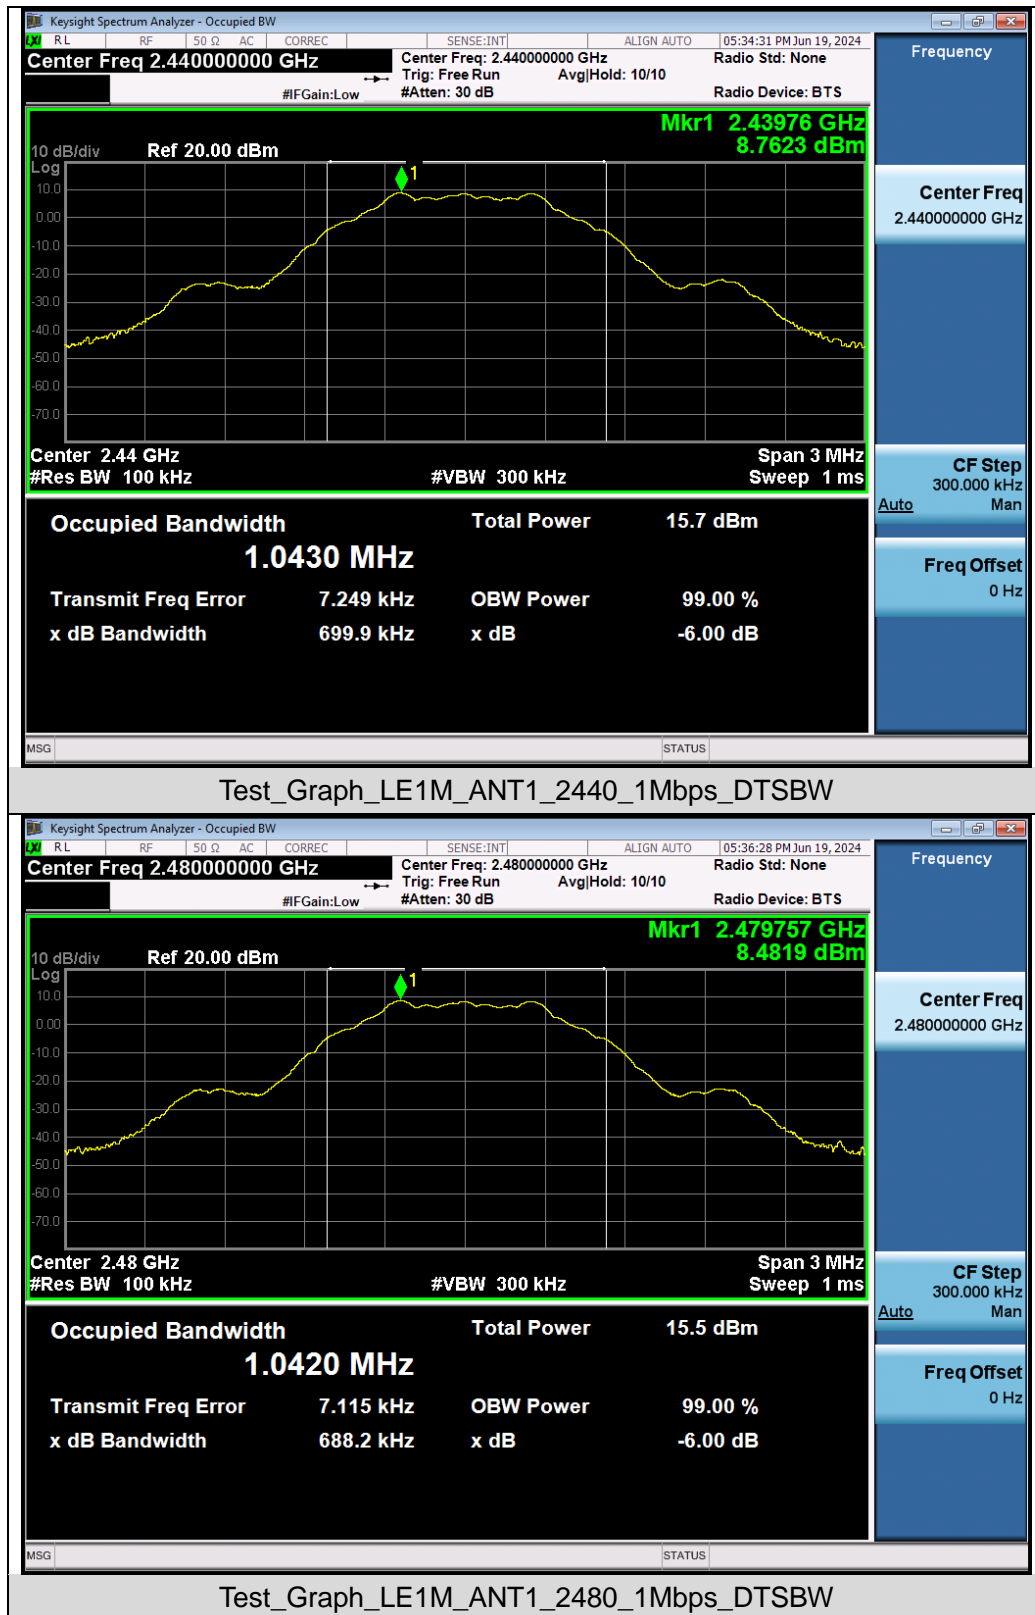 Keysight Spectrum Analyzer - Occupied BW
LXI RL RF 50 Ω AC CORREC SENSE:INT ALIGN AUTO 05:34:31 PM Jun 19, 2024
Center Freq 2.440000000 GHz
Center Freq: 2.440000000 GHz
Radio Std: None
Trig: Free Run Avg|Hold: 10/10
#IFGain:Low
#Atten: 30 dB
Radio Device: BTS
Frequency
Mkr1 2.43976 GHz
8.7623 dBm
10 dB/div Ref 20.00 dBm
Log
1
10.0
0.00
-10.0
-20.0
-30.0
-40.0
-50.0
-60.0
-70.0
Center Freq
2.440000000 GHz
Center 2.44 GHz Span 3 MHz
#Res BW 100 kHz #VBW 300 kHz Sweep 1 ms
CF Step
300.000 kHz
Auto Man
Freq Offset
0 Hz
Occupied Bandwidth Total Power 15.7 dBm
1.0430 MHz
Transmit Freq Error 7.249 kHz OBW Power 99.00 %
x dB Bandwidth 699.9 kHz x dB -6.00 dB
MSG STATUS
Test_Graph_LE1M_ANT1_2440_1Mbps_DTSBW
Keysight Spectrum Analyzer - Occupied BW
LXI RL RF 50 Ω AC CORREC SENSE:INT ALIGN AUTO 05:36:28 PM Jun 19, 2024
Center Freq 2.480000000 GHz
Center Freq: 2.480000000 GHz
Radio Std: None
Trig: Free Run Avg|Hold: 10/10
#IFGain:Low
#Atten: 30 dB
Radio Device: BTS
Frequency
Mkr1 2.479757 GHz
8.4819 dBm
10 dB/div Ref 20.00 dBm
Log
1
10.0
0.00
-10.0
-20.0
-30.0
-40.0
-50.0
-60.0
-70.0
Center Freq
2.480000000 GHz
Center 2.48 GHz Span 3 MHz
#Res BW 100 kHz #VBW 300 kHz Sweep 1 ms
CF Step
300.000 kHz
Auto Man
Freq Offset
0 Hz
Occupied Bandwidth Total Power 15.5 dBm
1.0420 MHz
Transmit Freq Error 7.115 kHz OBW Power 99.00 %
x dB Bandwidth 688.2 kHz x dB -6.00 dB
MSG STATUS
Test_Graph_LE1M_ANT1_2480_1Mbps_DTSBW